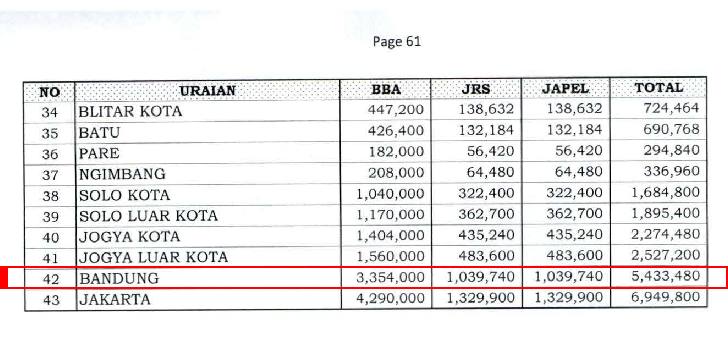 Page 61
NO URAIAN BBA JRS JAPEL TOTAL
34 BLITAR KOTA 447,200 138,632 138,632 724,464
35 BATU 426,400 132,184 132,184 690,768
36 PARE 182,000 56,420 56,420 294,840
37 NGIMBANG 208,000 64,480 64,480 336,960
38 SOLO KOTA 1,040,000 322,400 322,400 1,684,800
39 SOLO LUAR KOTA 1,170,000 362,700 362,700 1,895,400
40 JOGYA KOTA 1,404,000 435,240 435,240 2,274,480
41 JOGYA LUAR KOTA 1,560,000 483,600 483,600 2,527,200
42 BANDUNG 3,354,000 1,039,740 1,039,740 5,433,480
43 JAKARTA 4,290,000 1,329,900 1,329,900 6,949,800